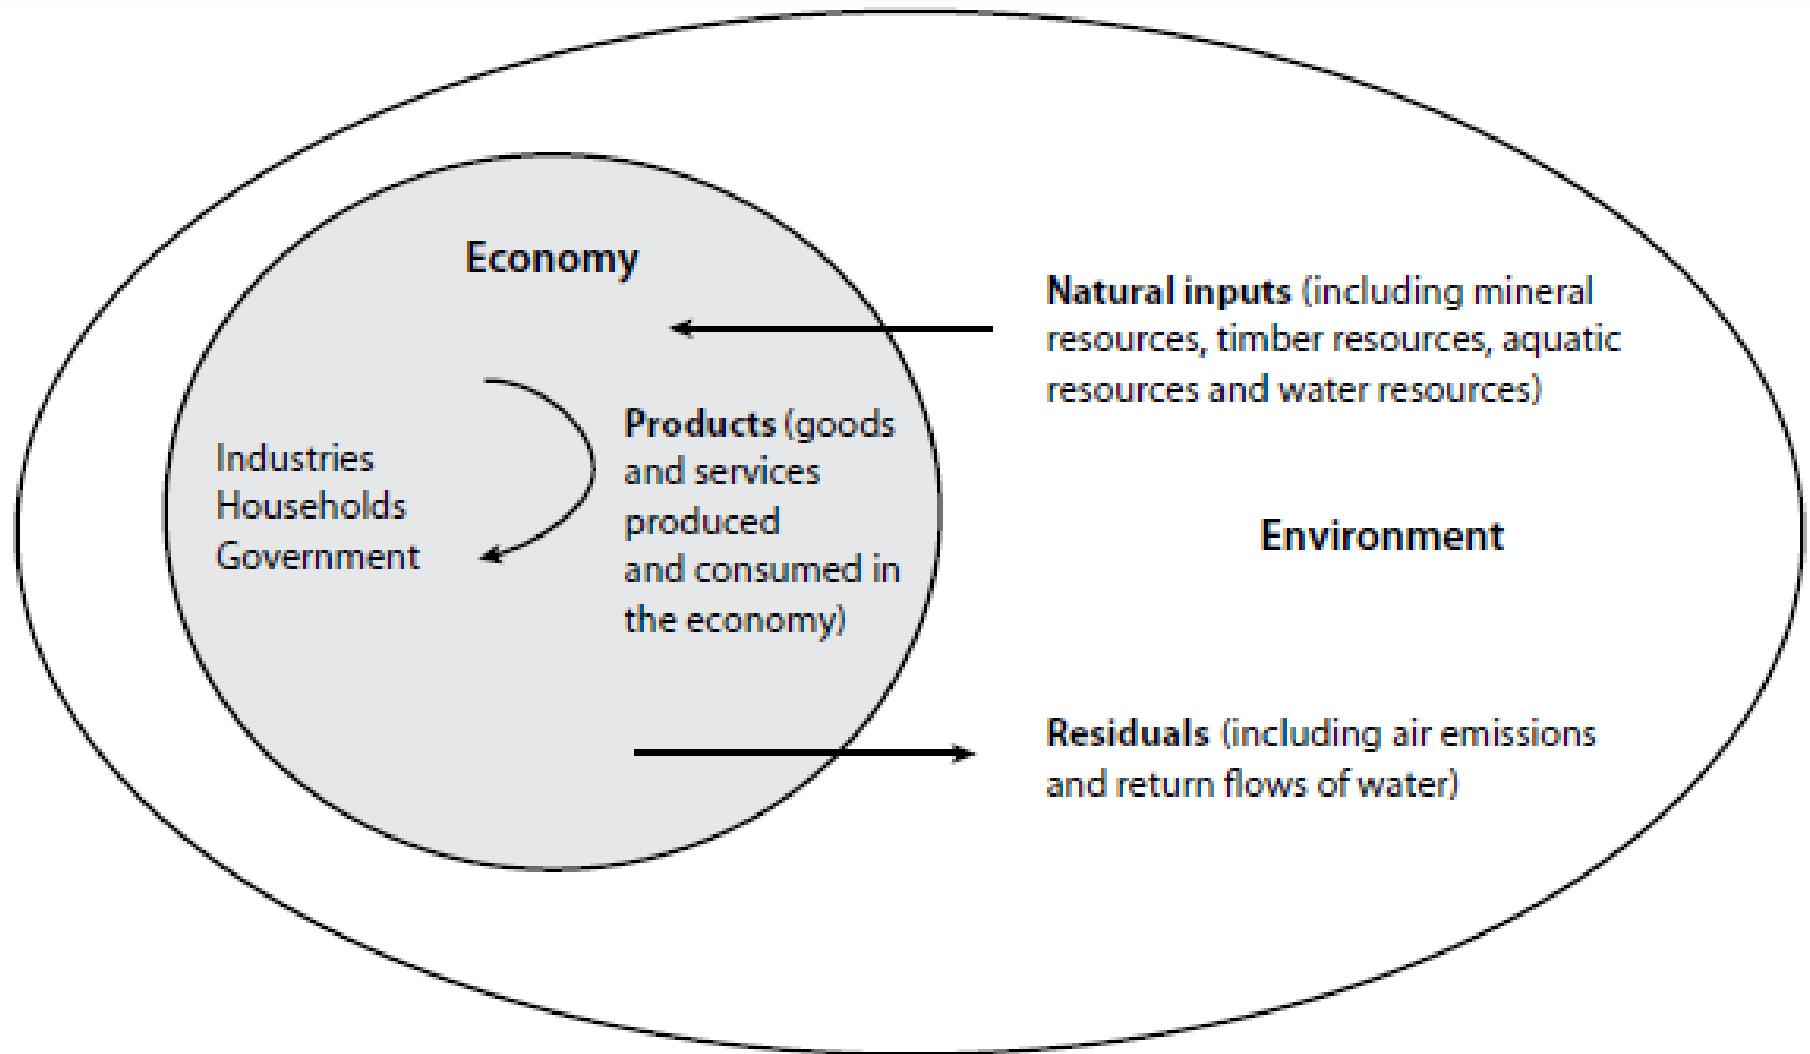 Economy
Natural inputs (including mineral
resources, timber resources, aquatic
resources and water resources)
Industries
Households
Government
Products (goods
and services
produced
and consumed in
the economy)
Environment
Residuals (including air emissions
and return flows of water)